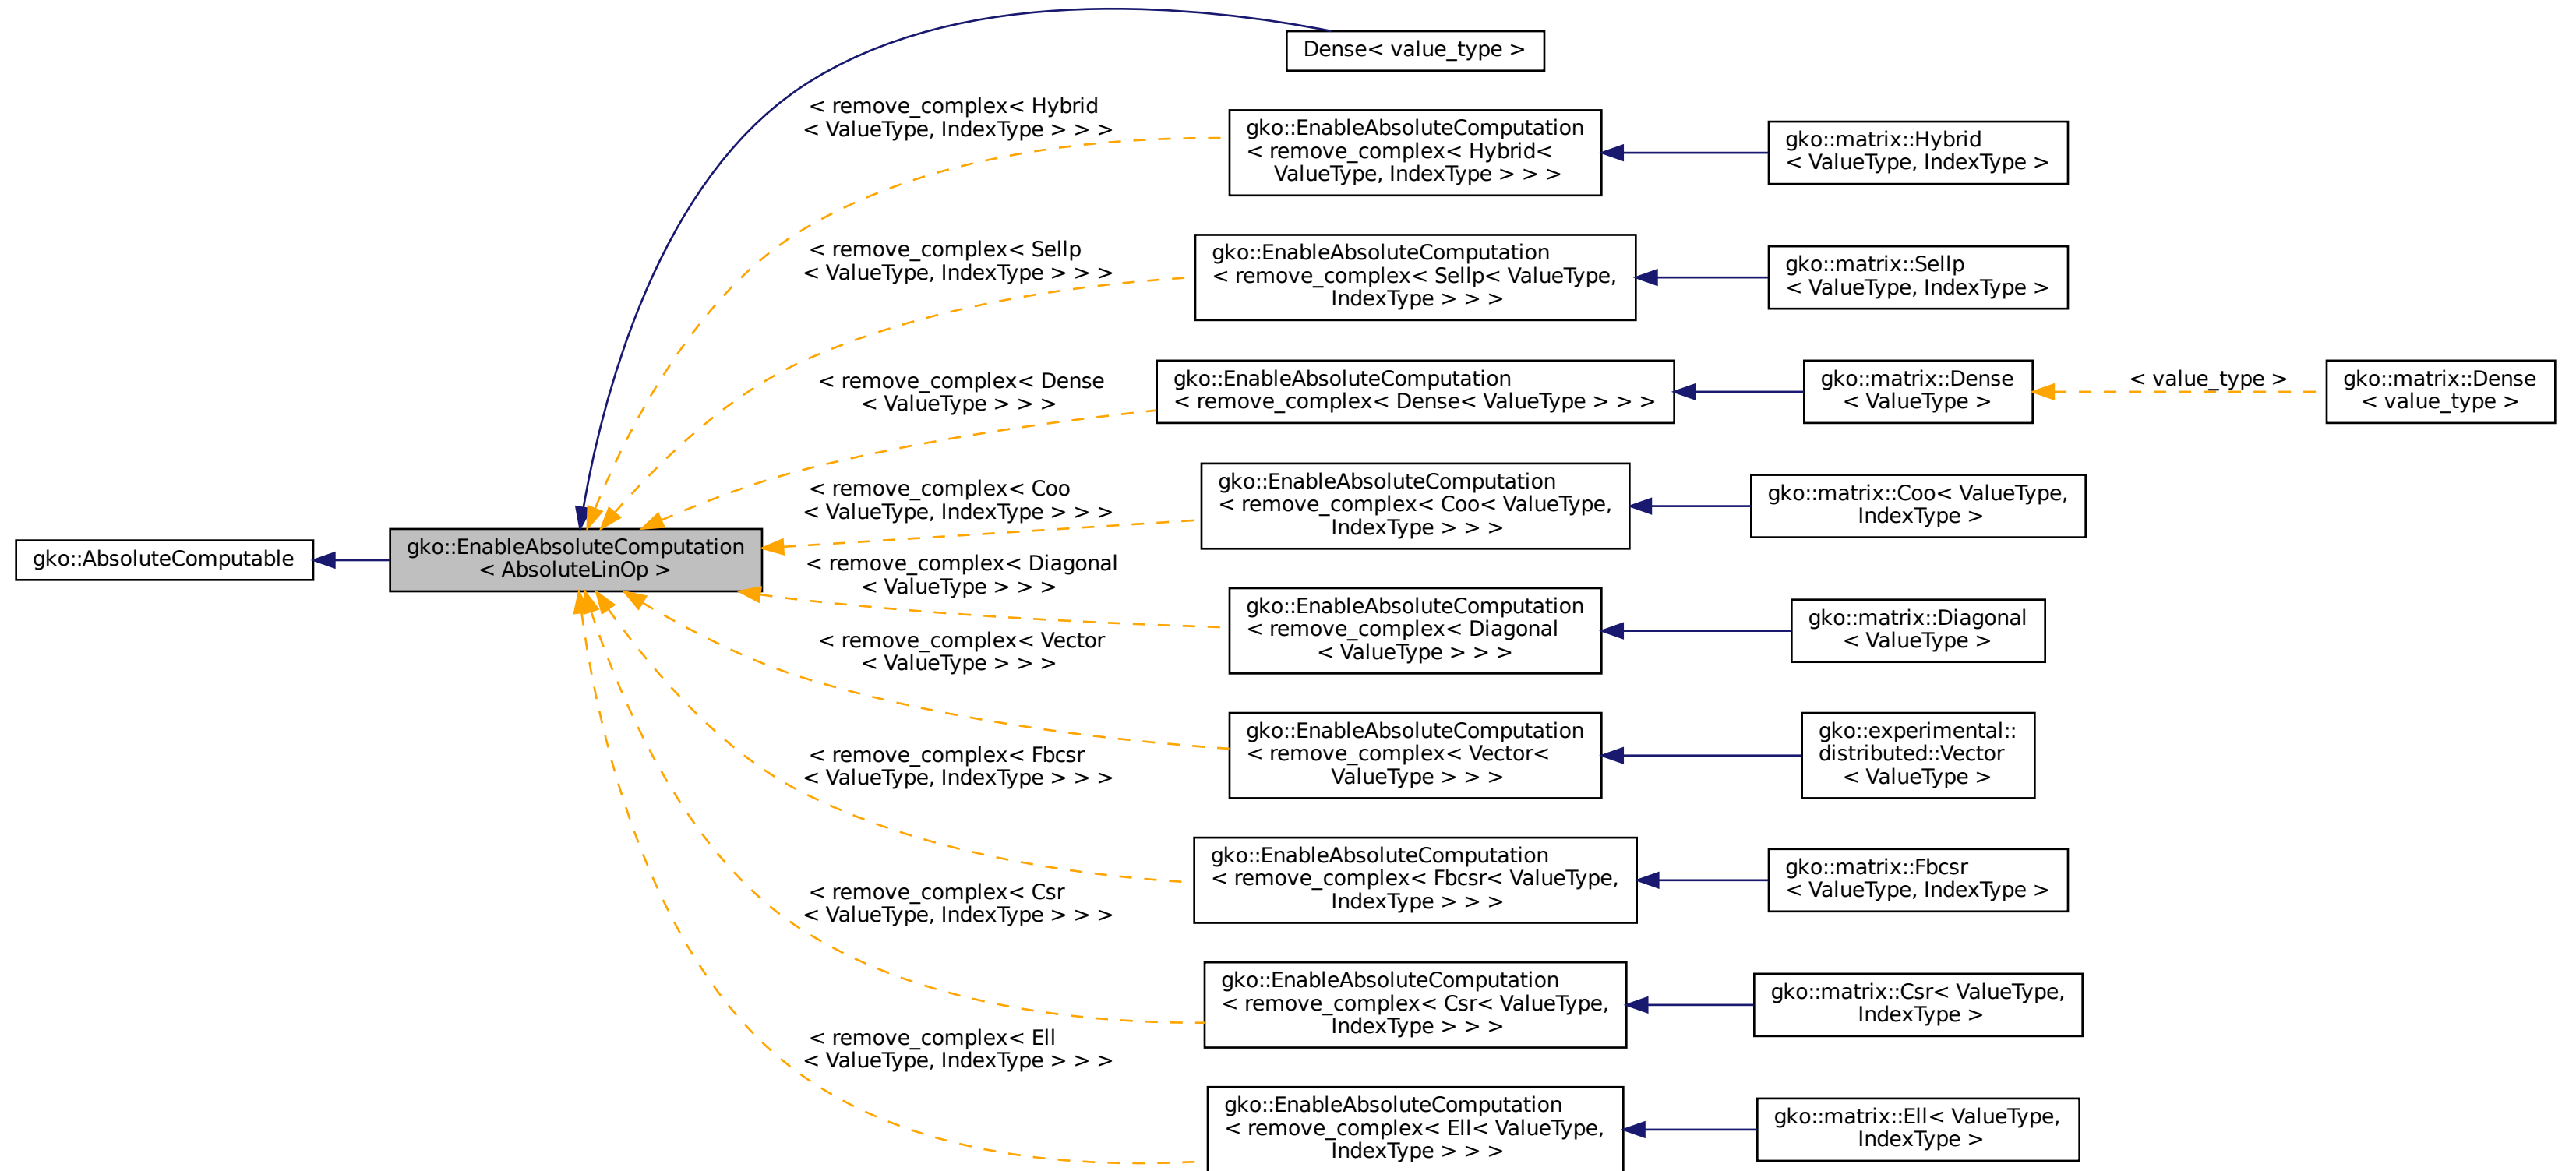 Dense< value_type >
< remove_complex< Hybrid
< ValueType, IndexType > > >
gko::EnableAbsoluteComputation
< remove_complex< Hybrid<
ValueType, IndexType > > >
gko::matrix::Hybrid
< ValueType, IndexType >
< remove_complex< Sellp
< ValueType, IndexType > > >
gko::EnableAbsoluteComputation
< remove_complex< Sellp< ValueType,
IndexType > > >
gko::matrix::Sellp
< ValueType, IndexType >
< remove_complex< Dense
< ValueType > > >
gko::EnableAbsoluteComputation
< remove_complex< Dense< ValueType > > >
gko::matrix::Dense
< ValueType >
< value_type >
gko::matrix::Dense
< value_type >
< remove_complex< Coo
< ValueType, IndexType > > >
gko::EnableAbsoluteComputation
< remove_complex< Coo< ValueType,
IndexType > > >
gko::matrix::Coo< ValueType,
IndexType >
gko::AbsoluteComputable
gko::EnableAbsoluteComputation
< AbsoluteLinOp >
< remove_complex< Diagonal
< ValueType > > >
gko::EnableAbsoluteComputation
< remove_complex< Diagonal
< ValueType > > >
gko::matrix::Diagonal
< ValueType >
< remove_complex< Vector
< ValueType > > >
gko::EnableAbsoluteComputation
< remove_complex< Vector<
ValueType > > >
gko::experimental::
distributed::Vector
< ValueType >
< remove_complex< Fbcsr
< ValueType, IndexType > > >
gko::EnableAbsoluteComputation
< remove_complex< Fbcsr< ValueType,
IndexType > > >
gko::matrix::Fbcsr
< ValueType, IndexType >
< remove_complex< Csr
< ValueType, IndexType > > >
gko::EnableAbsoluteComputation
< remove_complex< Csr< ValueType,
IndexType > > >
gko::matrix::Csr< ValueType,
IndexType >
< remove_complex< Ell
< ValueType, IndexType > > >
gko::EnableAbsoluteComputation
< remove_complex< Ell< ValueType,
IndexType > > >
gko::matrix::Ell< ValueType,
IndexType >